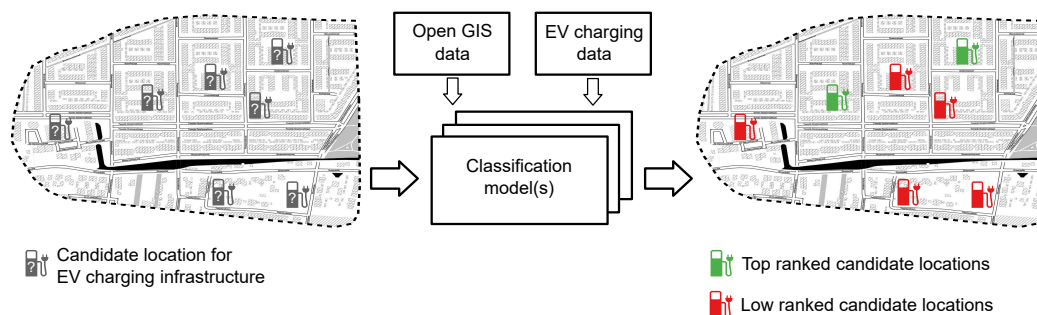 Open GIS
data
EV charging
data
Classification
model(s)
?
?
?
?
?
?
?
Candidate location for
EV charging infrastructure
?
Top ranked candidate locations
Low ranked candidate locations